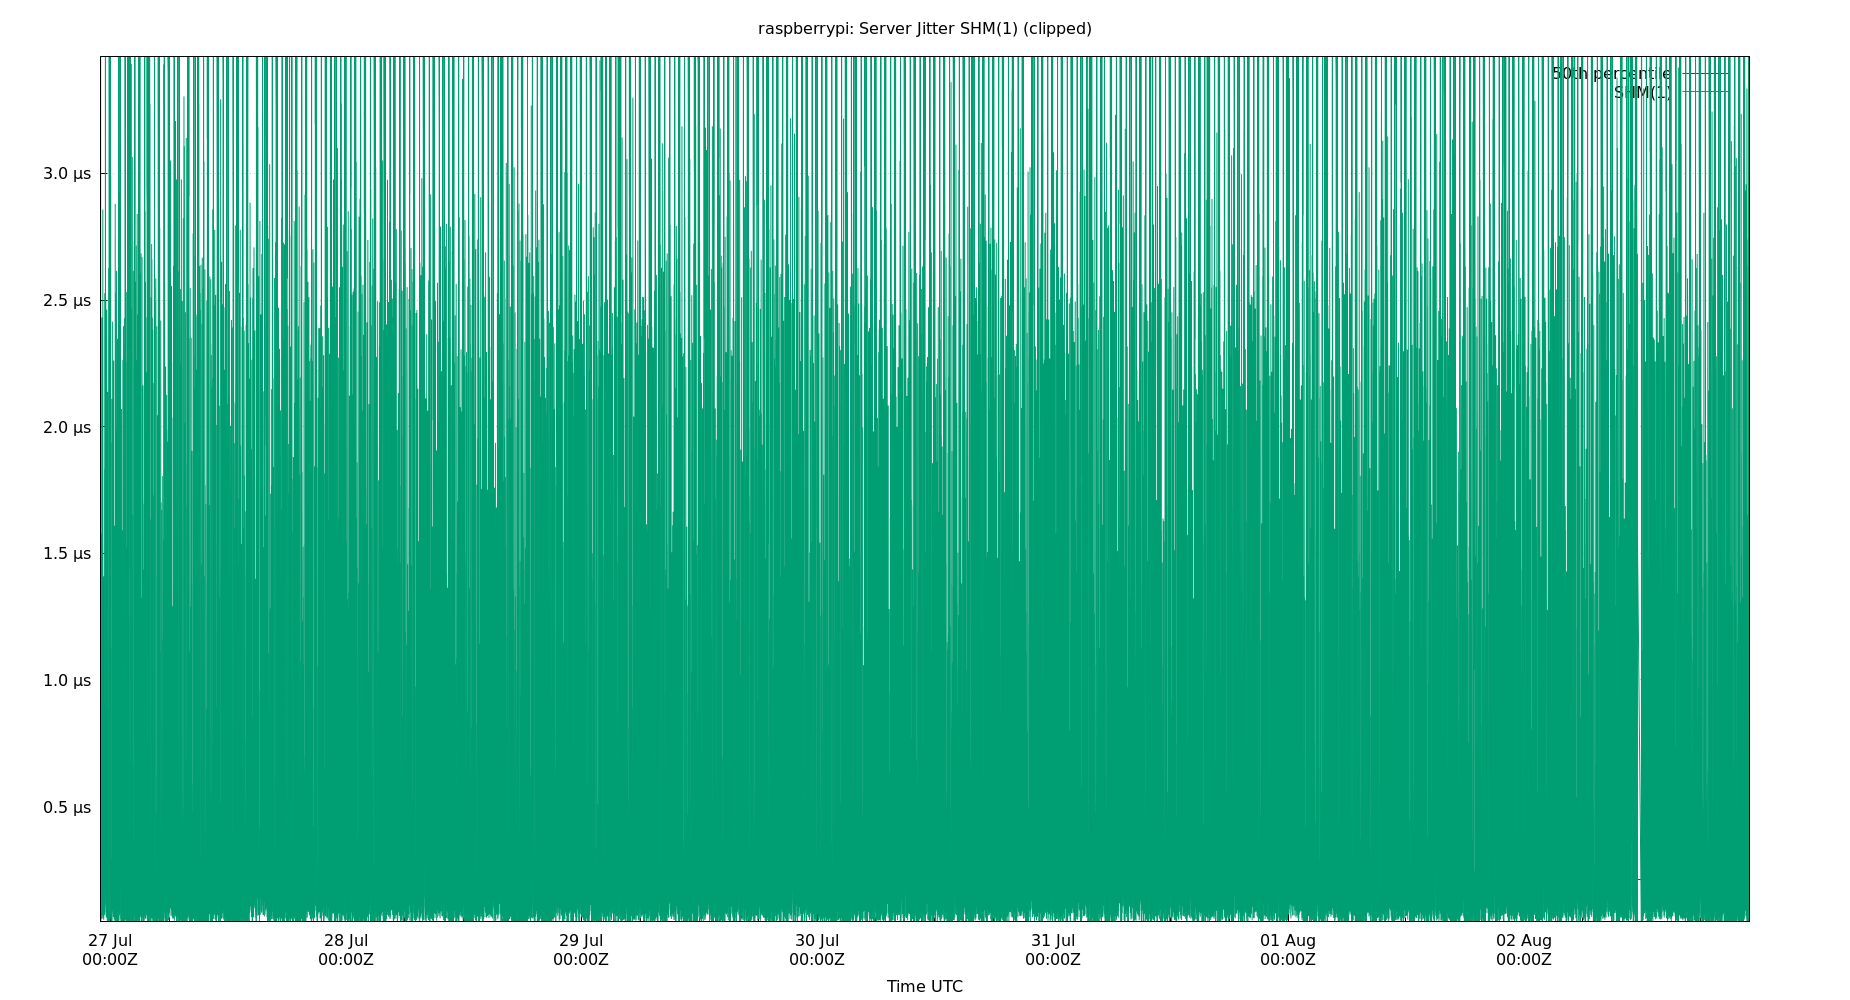 raspberrypi: Server Jitter SHM(1) (clipped)
50th percentile
SHM(1)
3.0 μs
2.5 μs
2.0 μs
1.5 μs
1.0 μs
0.5 μs
27 Jul 28 Jul 29 Jul 30 Jul 31 Jul 01 Aug 02 Aug
00:00Z 00:00Z 00:00Z 00:00Z 00:00Z 00:00Z 00:00Z
Time UTC